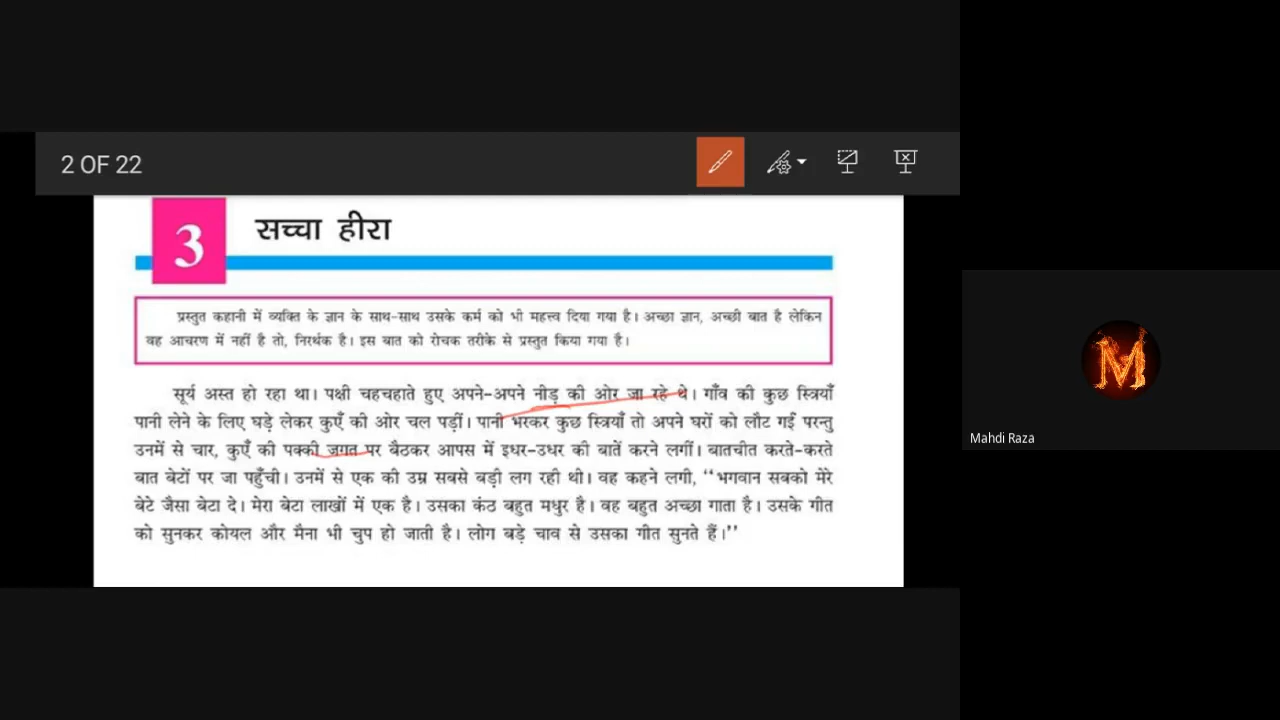 2 OF 22
3
सच्चा हीरा
प्रस्तुत कहानी में व्यक्ति के ज्ञान के साथ-साथ उसके कर्म को भी महत्त्व दिया गया है। अच्छा ज्ञान, अच्छी बात है लेकिन
वह आचरण में नहीं है तो, निरर्थक है। इस बात को रोचक तरीके से प्रस्तुत किया गया है।
सूर्य अस्त हो रहा था। पक्षी चहचहाते हुए अपने-अपने नीड़ की ओर जा रहे थे। गाँव की कुछ स्त्रियाँ
पानी लेने के लिए घड़े लेकर कुएँ की ओर चल पड़ीं। पानी भरकर कुछ स्त्रियाँ तो अपने घरों को लौट गईं परन्तु
उनमें से चार, कुएँ की पक्की जगत पर बैठकर आपस में इधर-उधर की बातें करने लगीं। बातचीत करते-करते
बात बेटों पर जा पहुँची। उनमें से एक की उम्र सबसे बड़ी लग रही थी। वह कहने लगी, “भगवान सबको मेरे
बेटे जैसा बेटा दे। मेरा बेटा लाखों में एक है। उसका कंठ बहुत मधुर है। वह बहुत अच्छा गाता है। उसके गीत
को सुनकर कोयल और मैना भी चुप हो जाती है। लोग बड़े चाव से उसका गीत सुनते हैं।”
M
Mahdi Raza